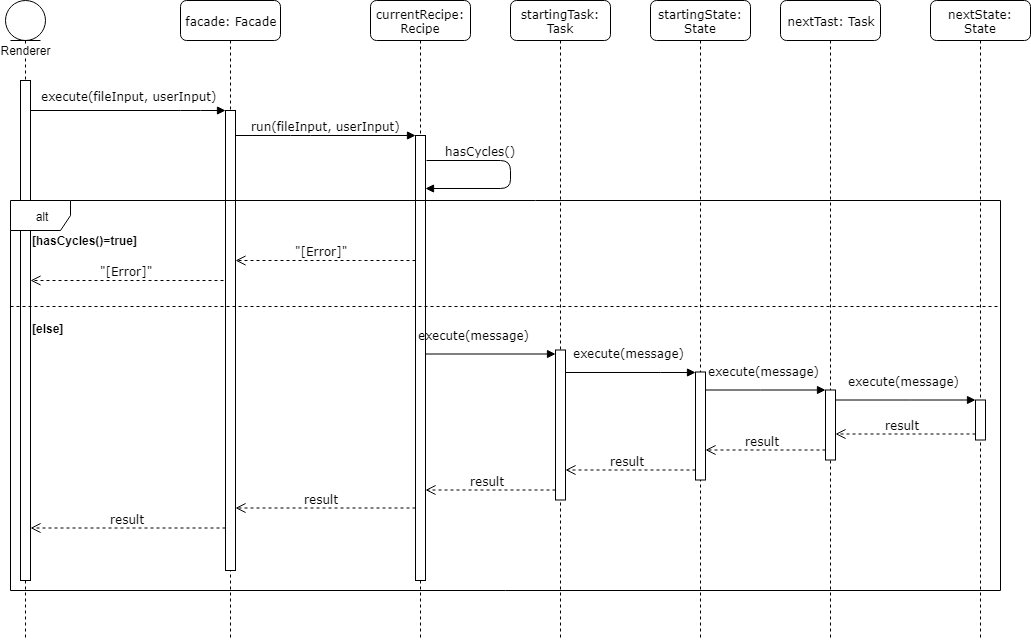 Renderer
facade: Facade
currentRecipe:
Recipe
startingTask:
Task
startingState:
State
nextTast: Task
nextState:
State
execute(fileInput, userInput)
run(fileInput, userInput)
hasCycles()
alt
[hasCycles()=true]
"[Error]"
"[Error]"
[else]
execute(message)
execute(message)
execute(message)
execute(message)
result
result
result
result
result
result